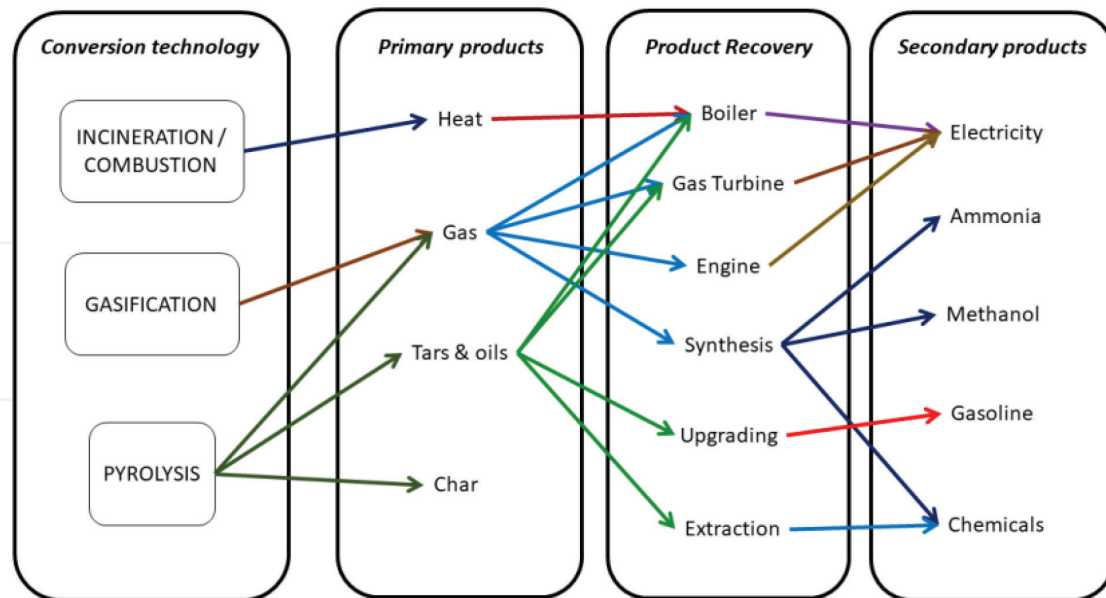 Conversion technology
INCINERATION /
COMBUSTION
GASIFICATION
PYROLYSIS
Primary products
Heat
Gas
Tars & oils
Char
Product Recovery
Boiler
Gas Turbine
Engine
Synthesis
Upgrading
Extraction
Secondary products
Electricity
Ammonia
Methanol
Gasoline
Chemicals